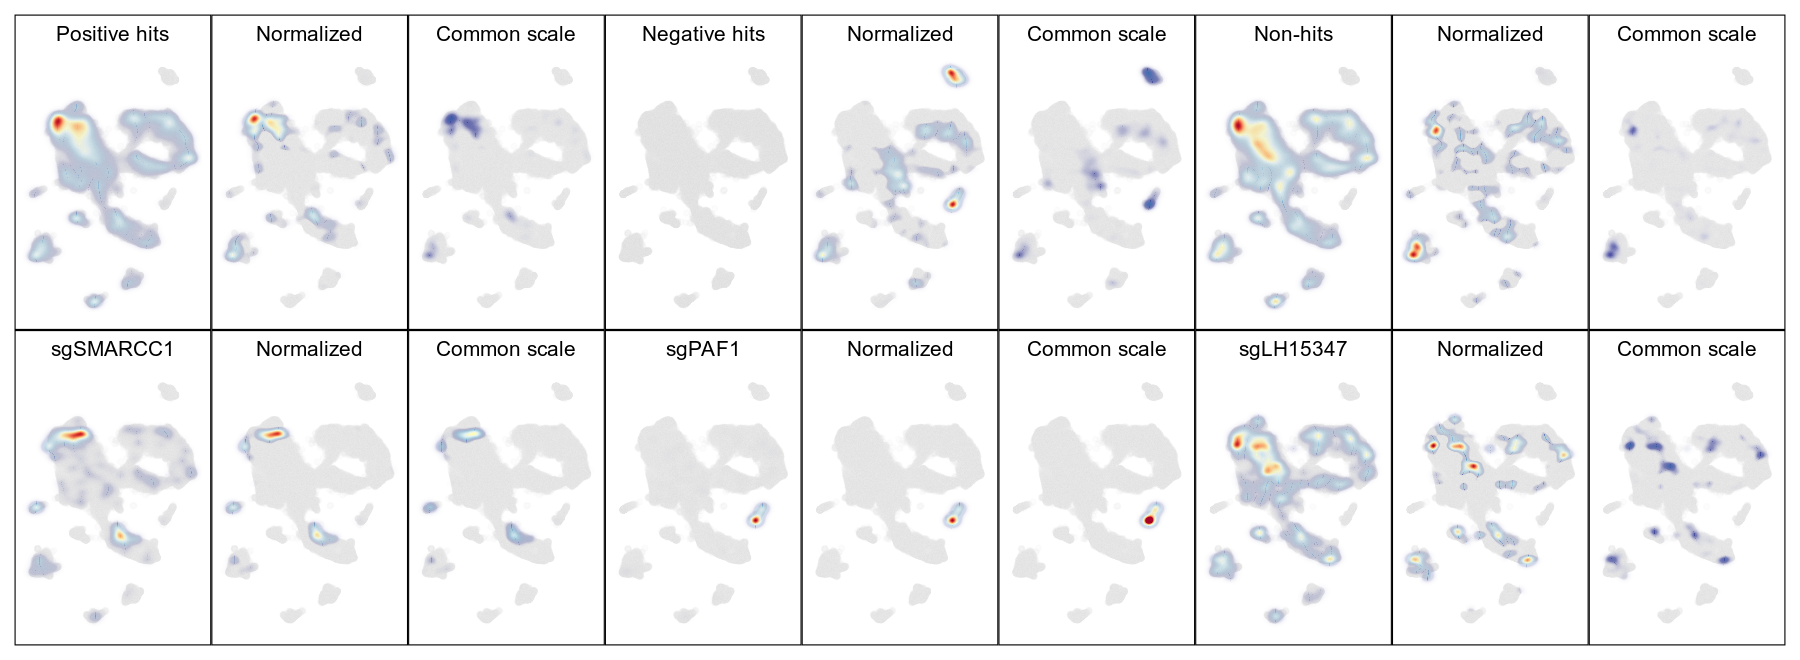 Positive hits
Normalized
Common scale
Negative hits
Normalized
Common scale
Non-hits
Normalized
Common scale
sgSMARCC1
Normalized
Common scale
sgPAF1
Normalized
Common scale
sgLH15347
Normalized
Common scale